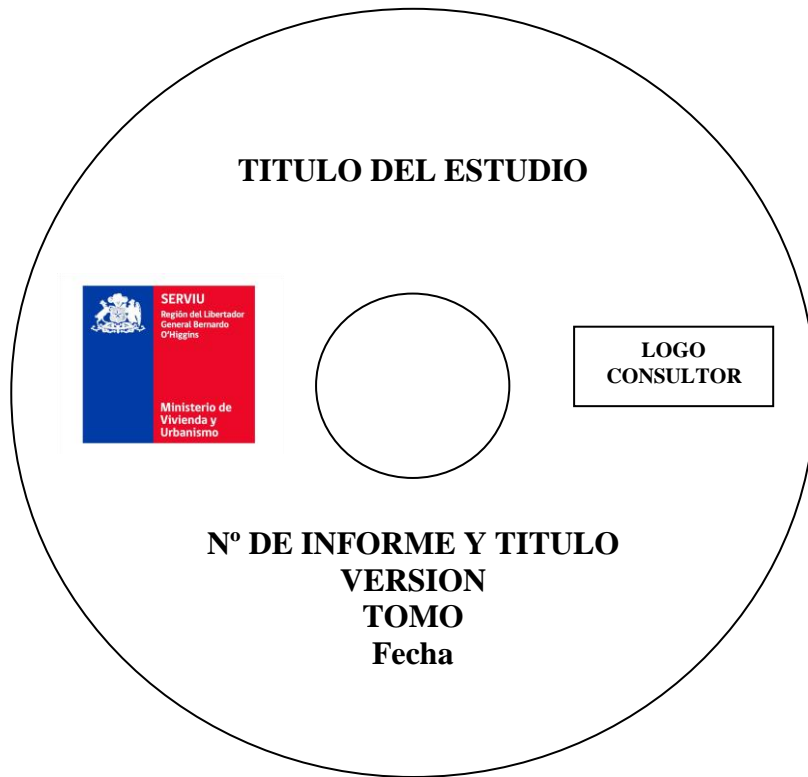 TITULO DEL ESTUDIO
SERVIU
Región del Libertador
General Bernardo
O'Higgins
Ministerio de
Vivienda y
Urbanismo
LOGO
CONSULTOR
Nº DE INFORME Y TITULO
VERSION
TOMO
Fecha